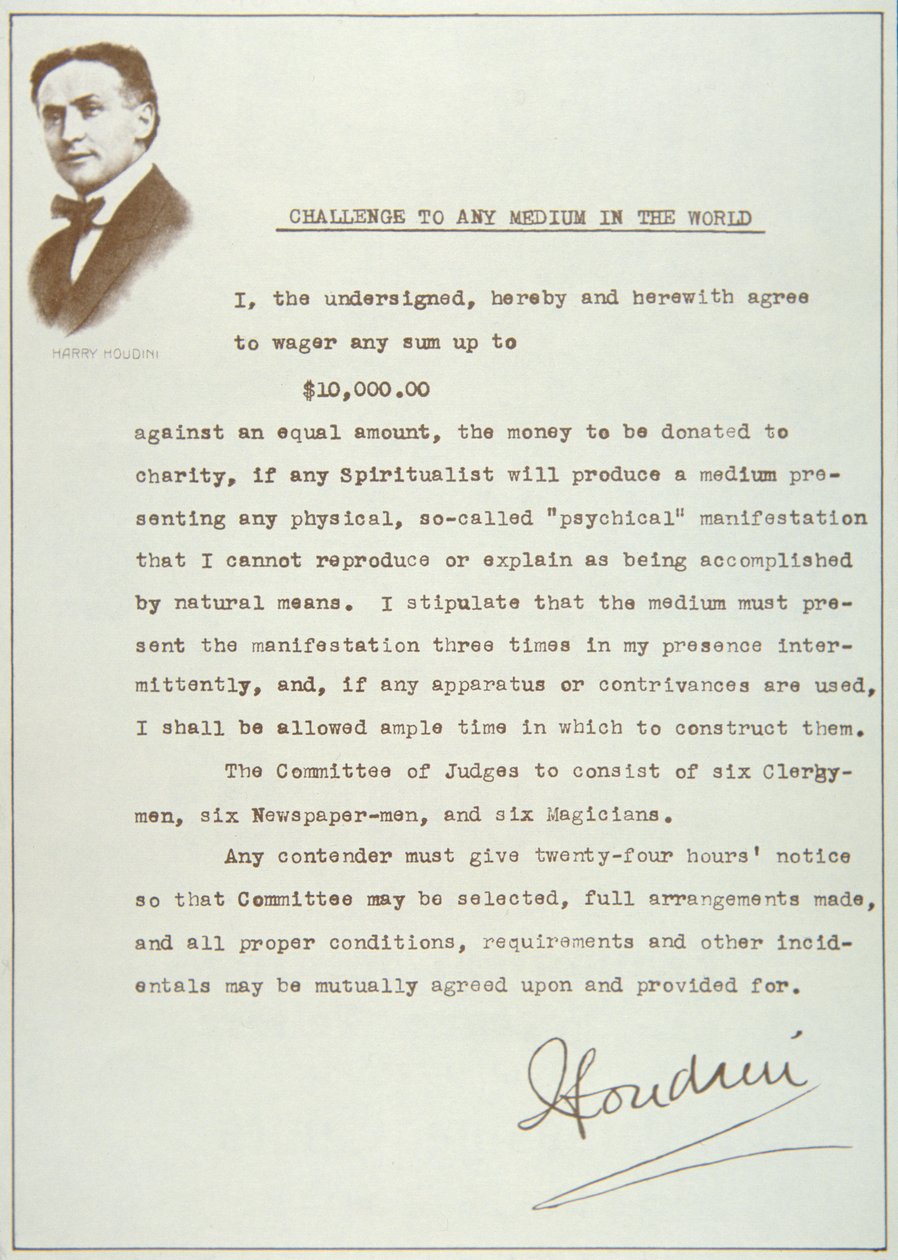 HARRY HOUDINI
CHALLENGE TO ANY MEDIUM IN THE WORLD
I, the undersigned, hereby and herewith agree
to wager any sum up to
$10,000.00
against an equal amount, the money to be donated to
charity, if any Spiritualist will produce a medium pre-
senting any physical, so-called "psychical" manifestation
that I cannot reproduce or explain as being accomplished
by natural means. I stipulate that the medium must pre-
sent the manifestation three times in my presence inter-
mittently, and, if any apparatus or contrivances are used,
I shall be allowed ample time in which to construct them.
The Committee of Judges to consist of six Clergy-
men, six Newspaper-men, and six Magicians.
Any contender must give twenty-four hours' notice
so that Committee may be selected, full arrangements made,
and all proper conditions, requirements and other incid-
entals may be mutually agreed upon and provided for.
Houdini